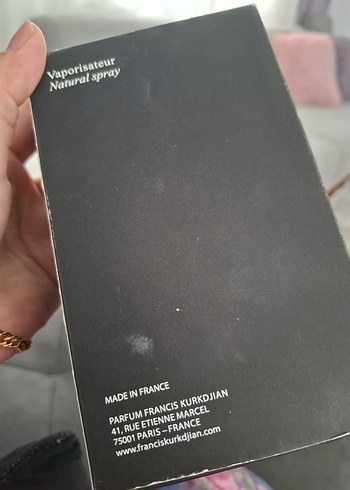 Vaporisateur
Natural spray
MADE IN FRANCE
PARFUM FRANCIS KURKDJIAN
41, RUE ETIENNE MARCEL
75001 PARIS – FRANCE
www.franciskurkdjian.com